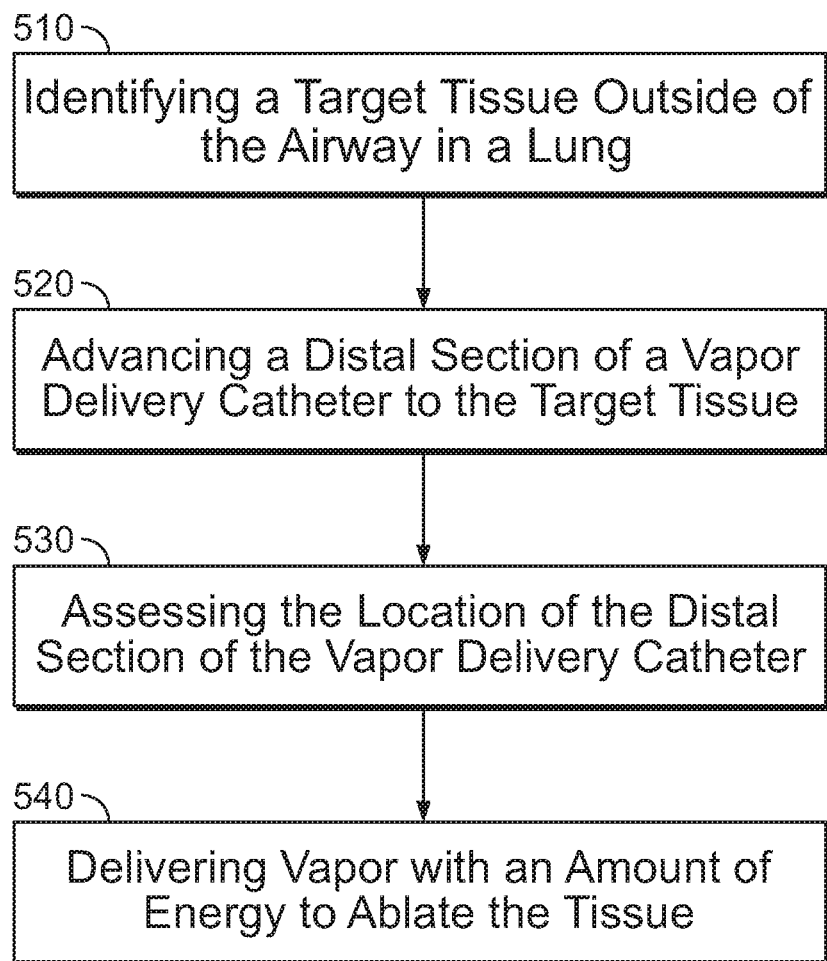 510
Identifying a Target Tissue Outside of
the Airway in a Lung
520
Advancing a Distal Section of a Vapor
Delivery Catheter to the Target Tissue
530
Assessing the Location of the Distal
Section of the Vapor Delivery Catheter
540
Delivering Vapor with an Amount of
Energy to Ablate the Tissue